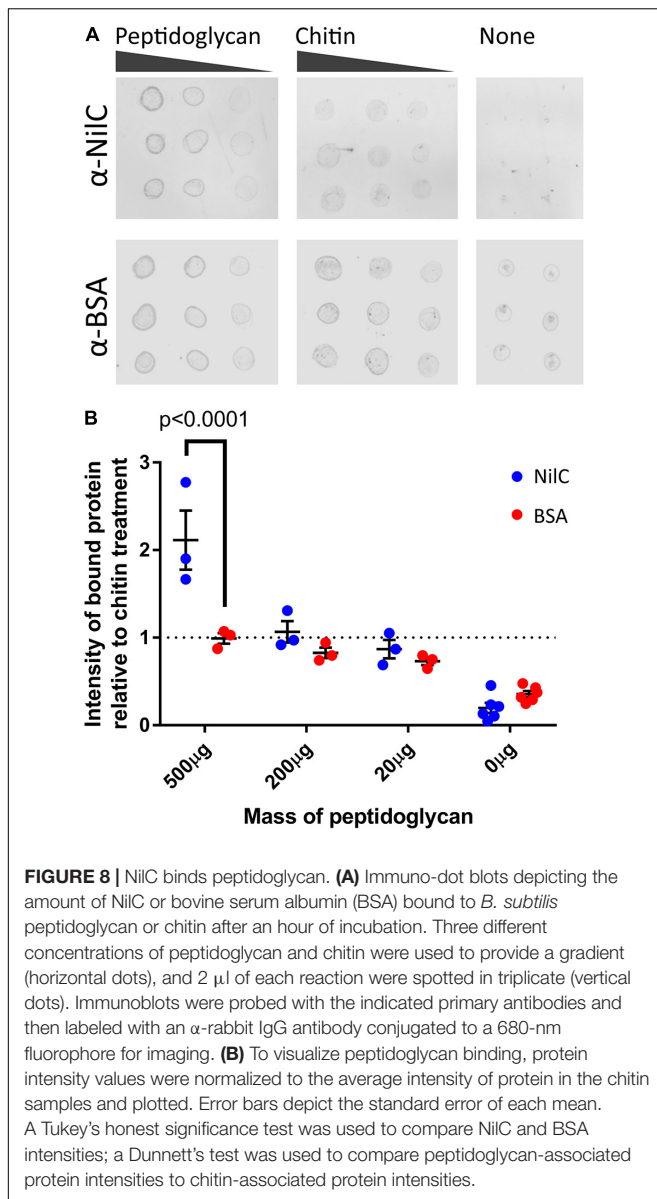 A
Peptidoglycan
Chitin
None
α-NilC
α-BSA
B
p<0.0001
Intensity of bound protein
relative to chitin treatment
3
2
1
0
NilC
BSA
500μg
200μg
20μg
0μg
Mass of peptidoglycan
FIGURE 8 | NilC binds peptidoglycan. (A) Immuno-dot blots depicting the
amount of NilC or bovine serum albumin (BSA) bound to B. subtilis
peptidoglycan or chitin after an hour of incubation. Three different
concentrations of peptidoglycan and chitin were used to provide a gradient
(horizontal dots), and 2 μl of each reaction were spotted in triplicate (vertical
dots). Immunoblots were probed with the indicated primary antibodies and
then labeled with an α-rabbit IgG antibody conjugated to a 680-nm
fluorophore for imaging. (B) To visualize peptidoglycan binding, protein
intensity values were normalized to the average intensity of protein in the chitin
samples and plotted. Error bars depict the standard error of each mean.
A Tukey's honest significance test was used to compare NilC and BSA
intensities; a Dunnett's test was used to compare peptidoglycan-associated
protein intensities to chitin-associated protein intensities.